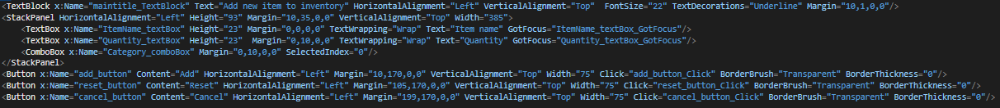 <TextBlock x:Name="maintitle_TextBlock" Text="Add new item to inventory" HorizontalAlignment="Left" VerticalAlignment="Top"  FontSize="22" TextDecorations="Underline" Margin="10,1,0,0"/>
<StackPanel HorizontalAlignment="Left" Height="93" Margin="10,35,0,0" VerticalAlignment="Top" Width="385">
    <TextBox x:Name="ItemName_textBox" Height="23" Margin="0,0,0,0" TextWrapping="Wrap" Text="Item name" GotFocus="ItemName_textBox_GotFocus"/>
    <TextBox x:Name="Quantity_textBox" Height="23"  Margin="0,10,0,0" TextWrapping="Wrap" Text="Quantity" GotFocus="Quantity_textBox_GotFocus"/>
    <ComboBox x:Name="Category_comboBox" Margin="0,10,0,0" SelectedIndex="0"/>
</StackPanel>
<Button x:Name="add_button" Content="Add" HorizontalAlignment="Left" Margin="10,170,0,0" VerticalAlignment="Top" Width="75" Click="add_button_Click" BorderBrush="Transparent" BorderThickness="0"/>
<Button x:Name="reset_button" Content="Reset" HorizontalAlignment="Left" Margin="105,170,0,0" VerticalAlignment="Top" Width="75" Click="reset_button_Click" BorderBrush="Transparent" BorderThickness="0"/>
<Button x:Name="cancel_button" Content="Cancel" HorizontalAlignment="Left" Margin="199,170,0,0" VerticalAlignment="Top" Width="75" Click="cancel_button_Click" BorderBrush="Transparent" BorderThickness="0"/>